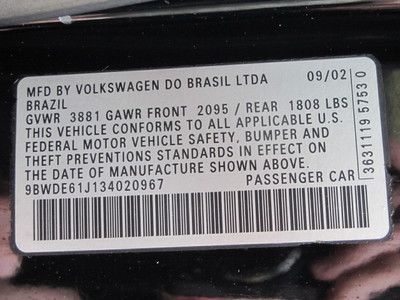 MFD BY VOLKSWAGEN DO BRASIL LTDA 09/02
BRAZIL
GVWR 3881 GAWR FRONT 2095 / REAR 1808 LBS
THIS VEHICLE CONFORMS TO ALL APPLICABLE U.S.
FEDERAL MOTOR VEHICLE SAFETY, BUMPER AND
THEFT PREVENTIONS STANDARDS IN EFFECT ON
THE DATE OF MANUFACTURE SHOWN ABOVE.
9BWDE61J134020967 PASSENGER CAR
3631119 5753 0